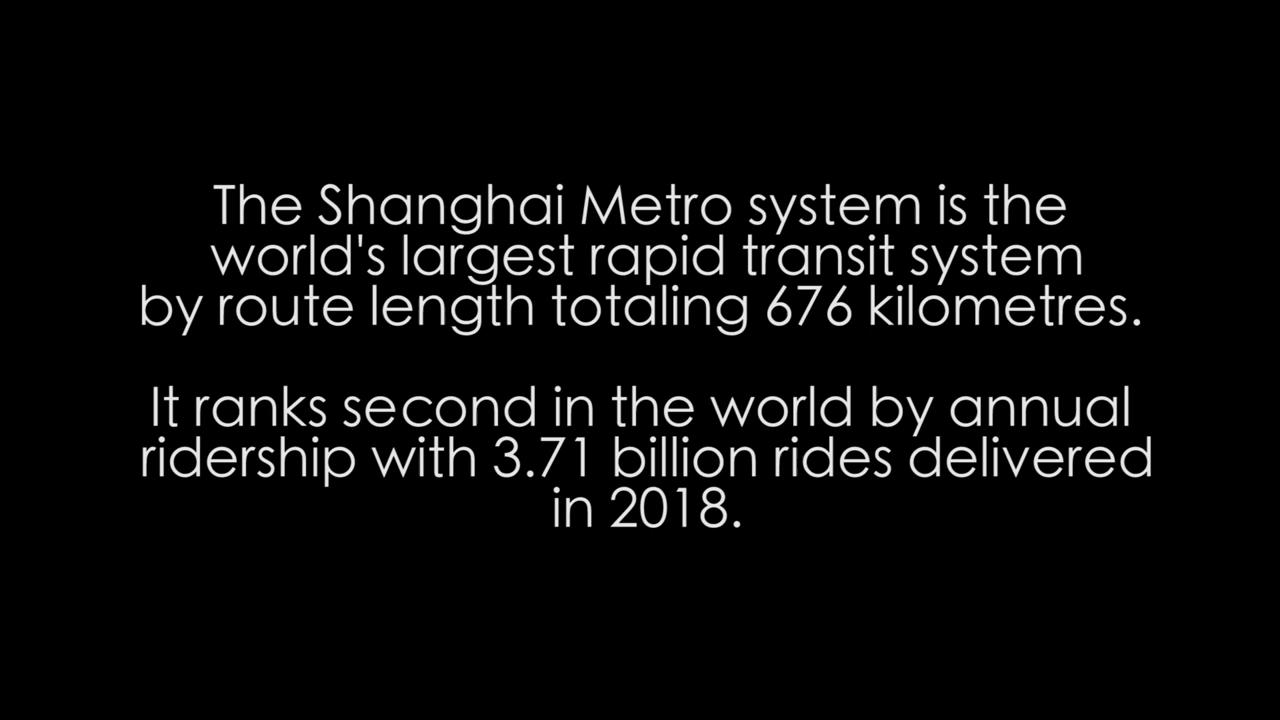 The Shanghai Metro system is the
world's largest rapid transit system
by route length totaling 676 kilometres.
It ranks second in the world by annual
ridership with 3.71 billion rides delivered
in 2018.